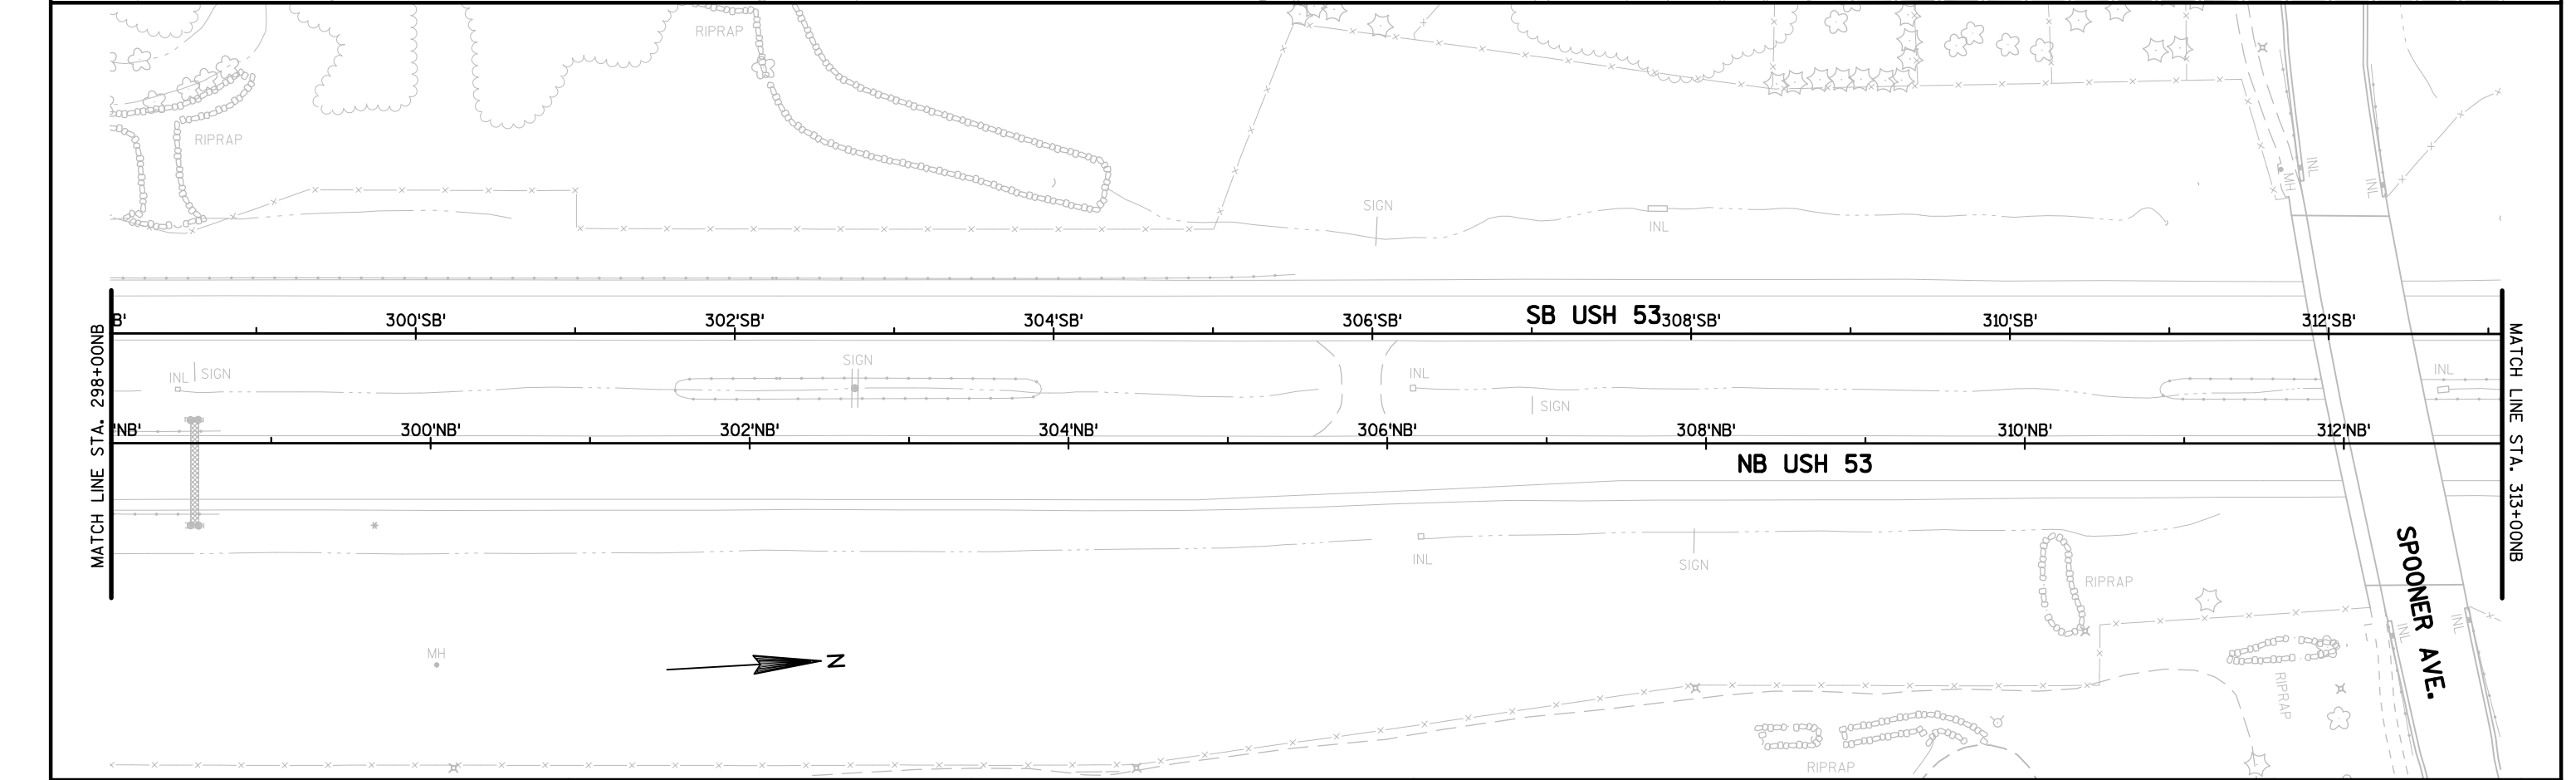 RIPRAP
RIPRAP
INL
MH
INL
SIGN
INL
SB USH 53
B' 300'SB' 302'SB' 304'SB' 306'SB' 308'SB' 310'SB' 312'SB'
MATCH LINE STA. 298+00NB
MATCH LINE STA. 313+00NB
SIGN
INL SIGN
INL
INL
SIGN
'NB' 300'NB' 302'NB' 304'NB' 306'NB' 308'NB' 310'NB' 312'NB'
NB USH 53
SPOONER AVE.
INL
SIGN
RIPRAP
INL
INL
MH
N
RIPRAP
RIPRAP